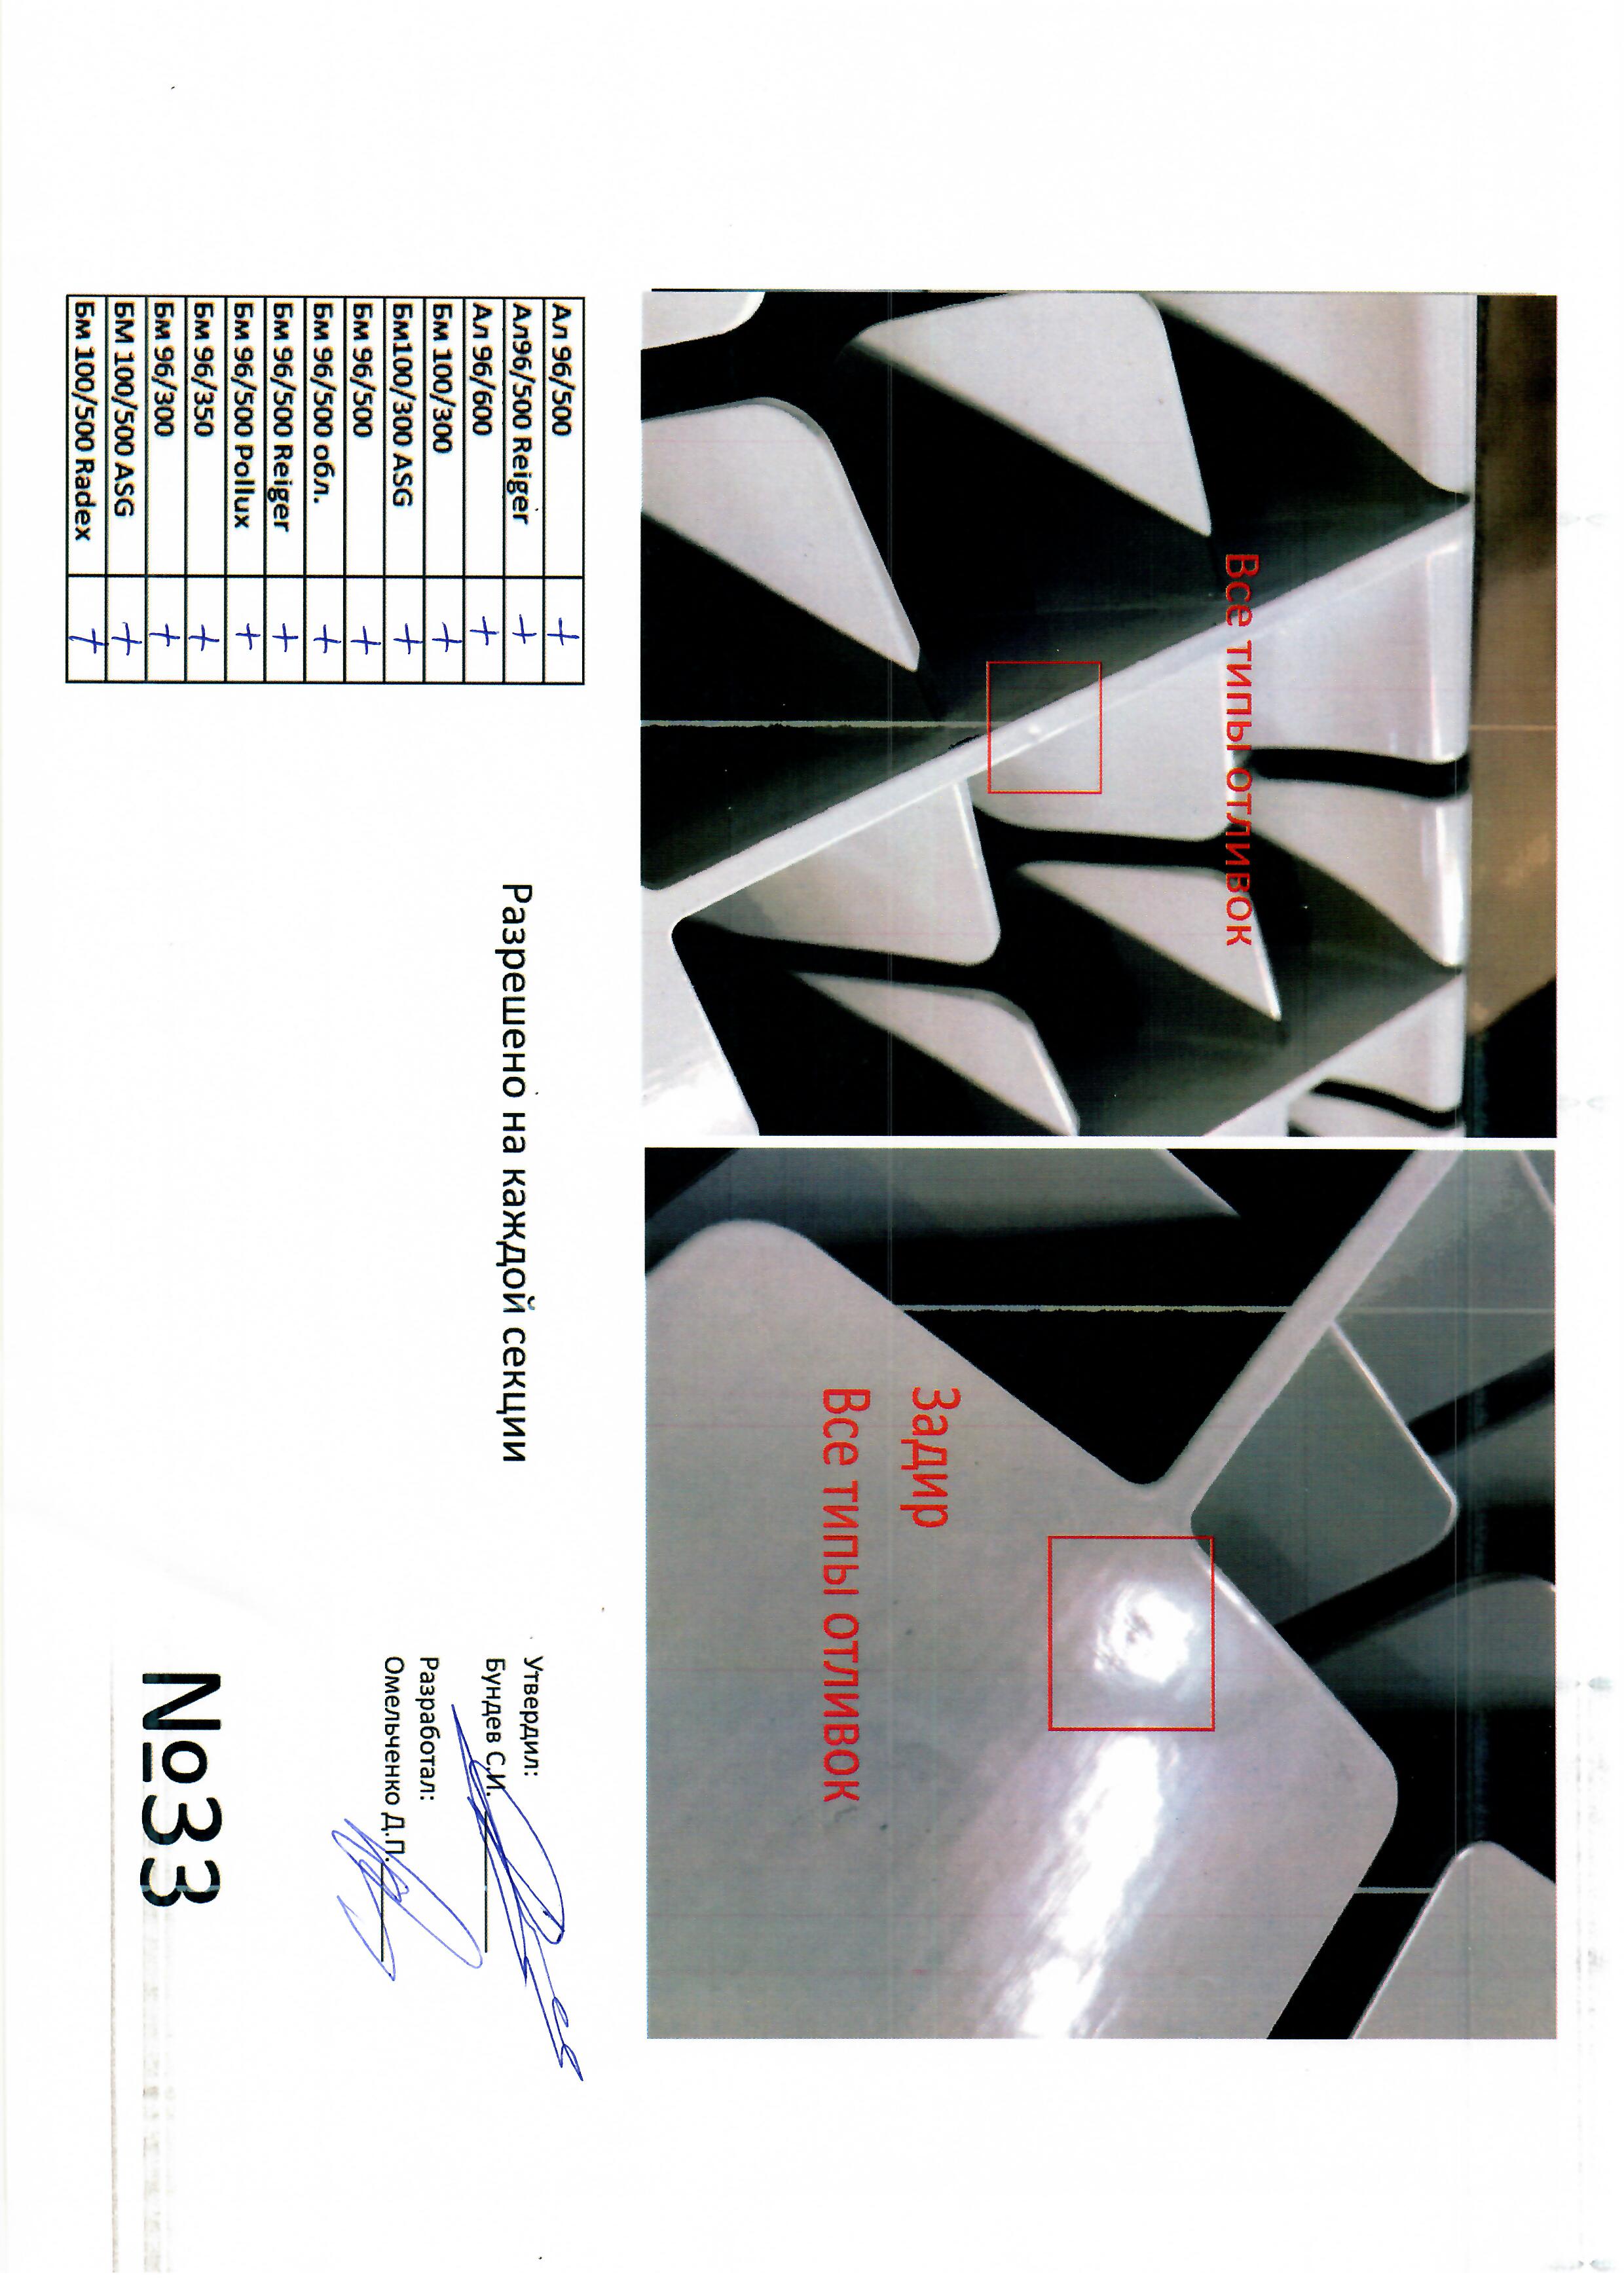 Все типы отливок
Задир
Все типы отливок
Ал 96/500 +
Ал96/500 Reiger +
Ал 96/600 +
Бм 100/300 +
Бм100/300 ASG +
Бм 96/500 +
Бм 96/500 обл. +
Бм 96/500 Reiger +
Бм 96/500 Pollux +
Бм 96/350 +
Бм 96/300 +
БМ 100/500 ASG +
Бм 100/500 Radex +
Разрешено на каждой секции
Утвердил:
Бундев С.И.
Разработал:
Омельченко Д.П.
№33